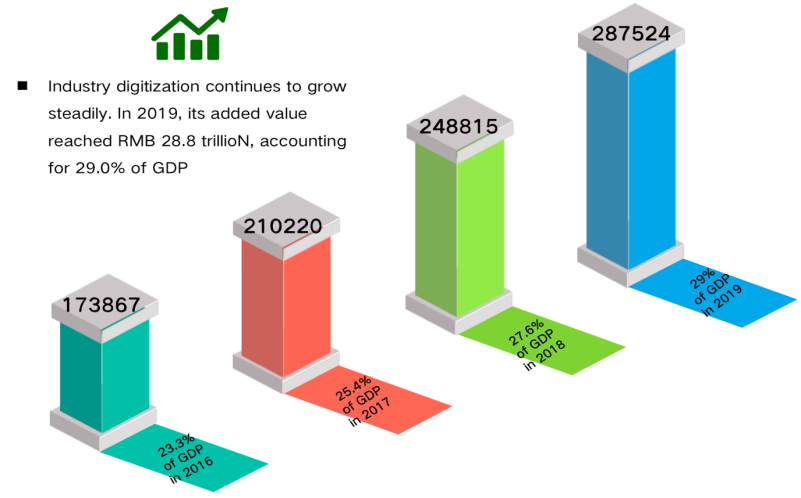 ■ Industry digitization continues to grow
steadily. In 2019, its added value
reached RMB 28.8 trillioN, accounting
for 29.0% of GDP
287524
248815
210220
173867
29%
of GDP
in 2019
27.6%
of GDP
in 2018
25.4%
of GDP
in 2017
23.3%
of GDP
in 2016